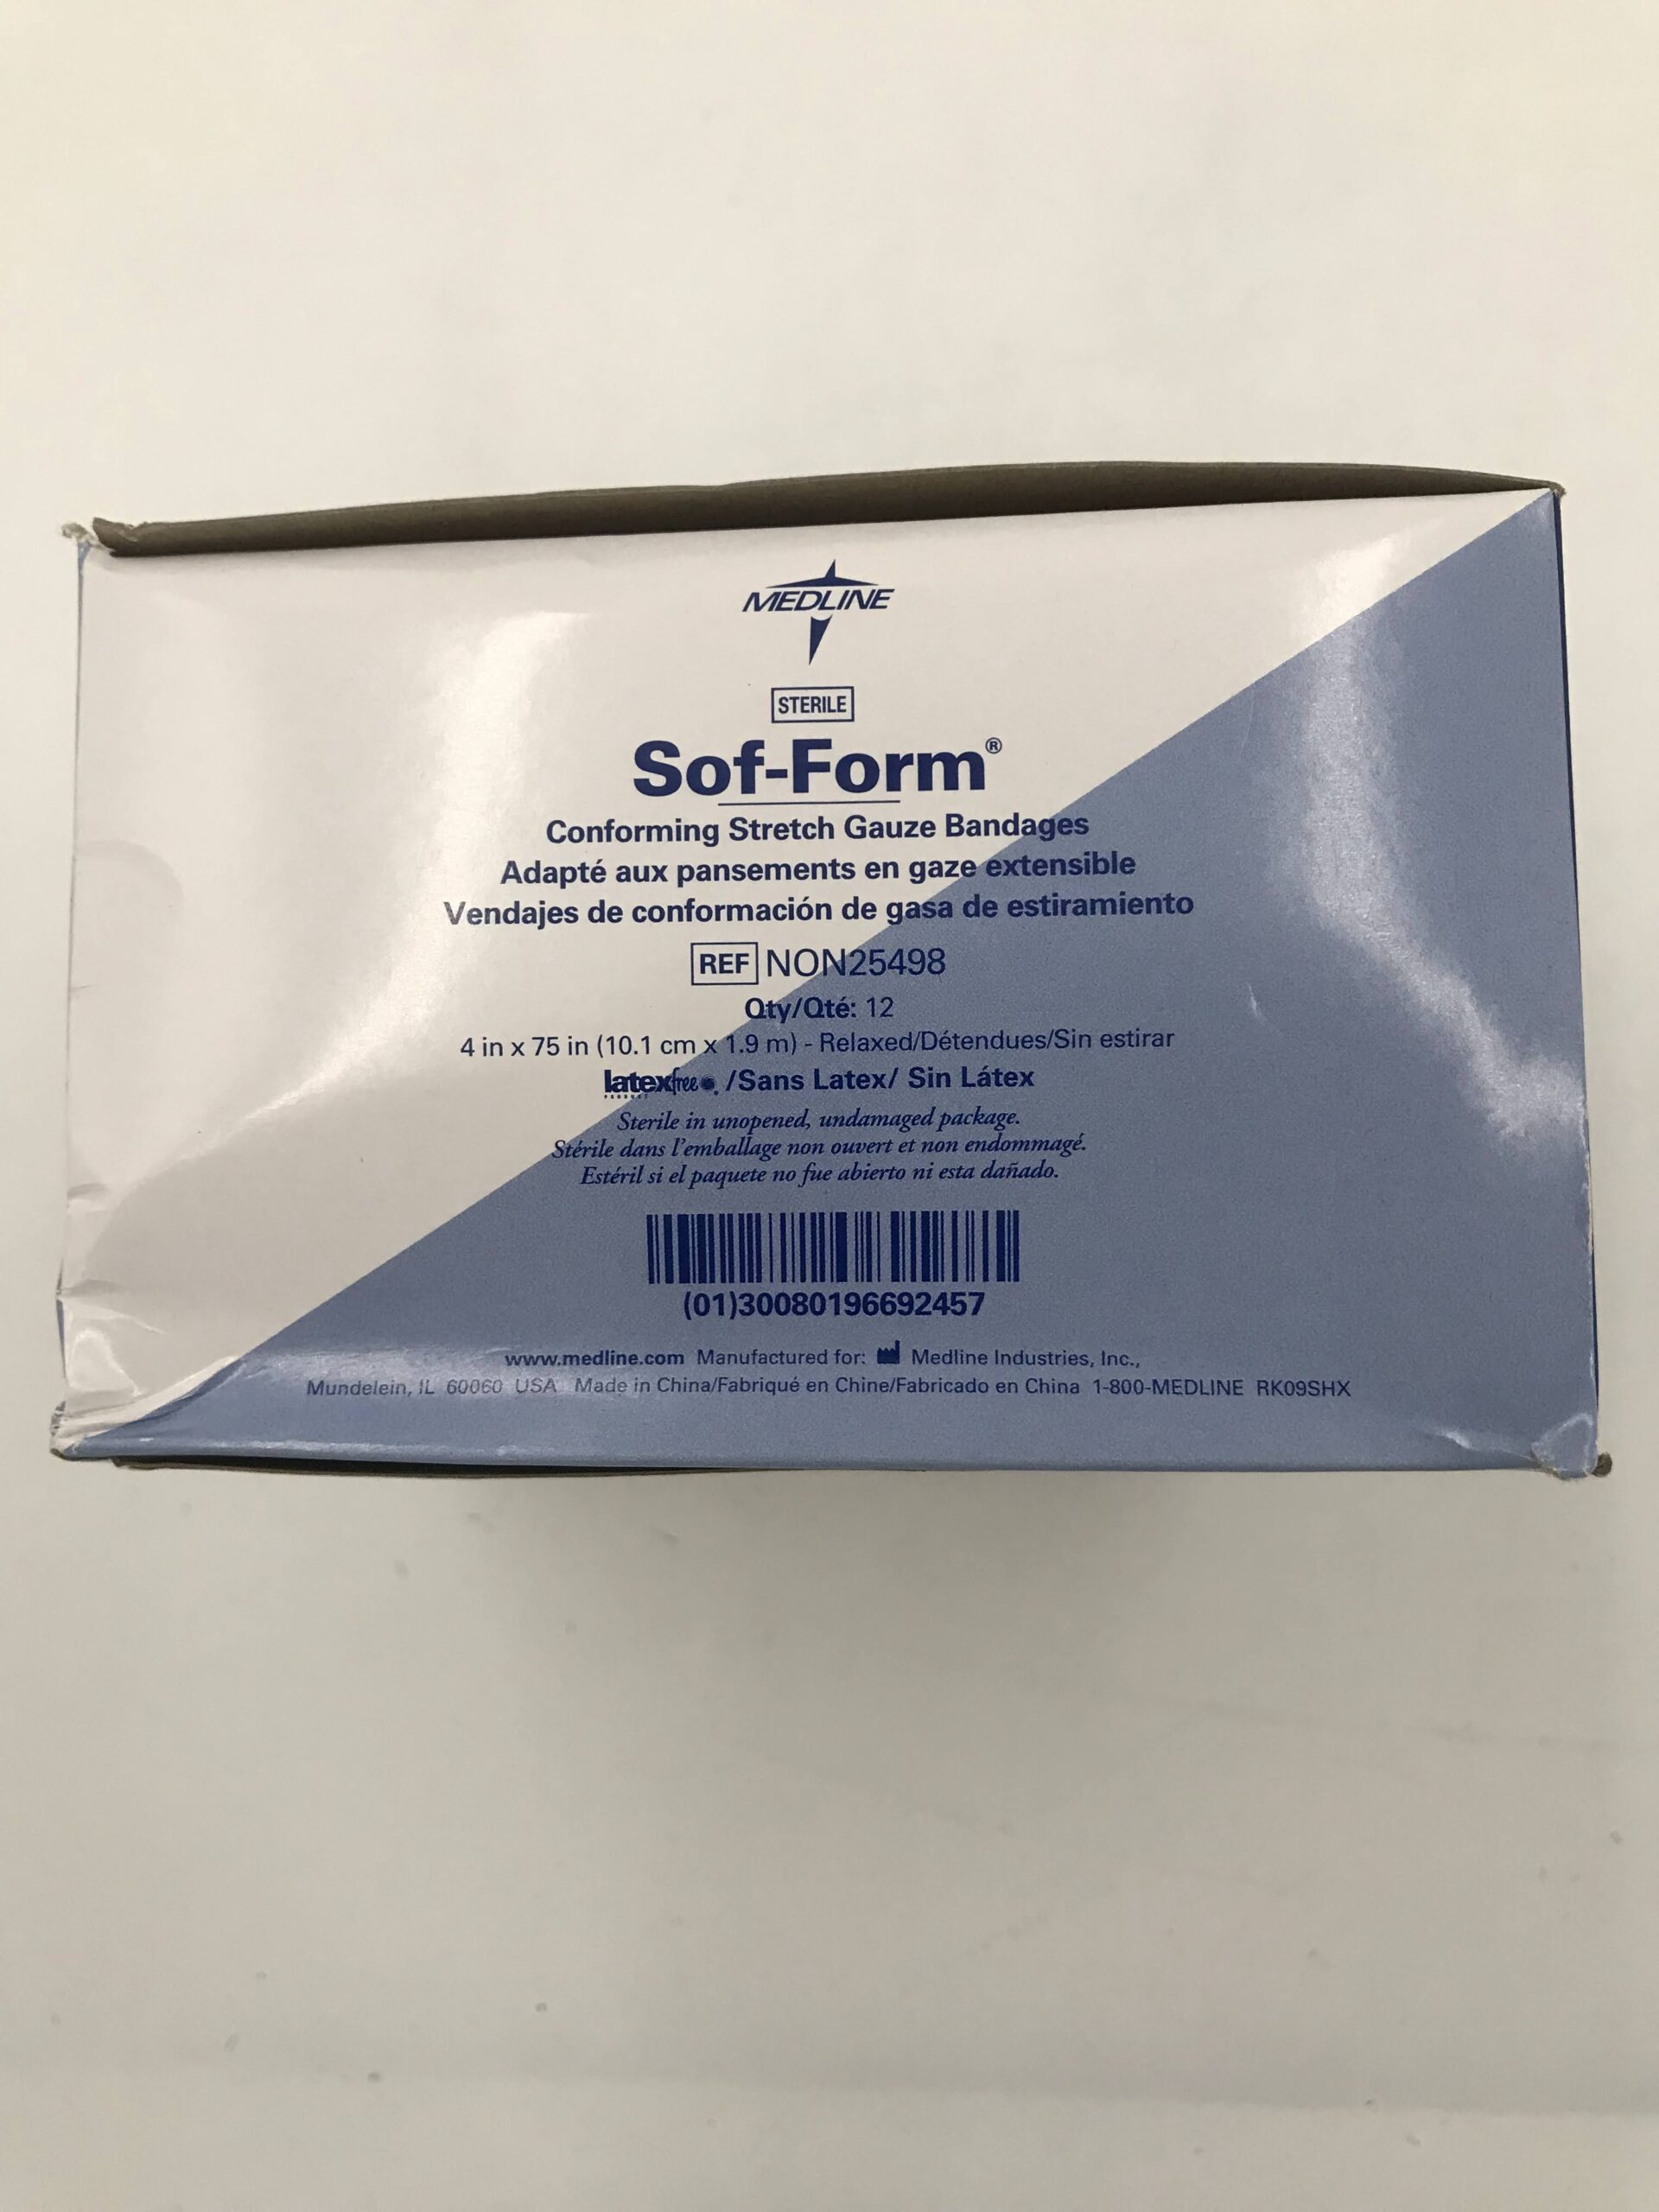 MEDLINE
STERILE
Sof-Form®
Conforming Stretch Gauze Bandages
Adapté aux pansements en gaze extensible
Vendajes de conformación de gasa de estiramiento
REF NON25498
Qty/Qté: 12
4 in x 75 in (10.1 cm x 1.9 m) - Relaxed/Détendues/Sin estirar
latexfree /Sans Latex/ Sin Látex
PRODUCT
Sterile in unopened, undamaged package.
Stérile dans l'emballage non ouvert et non endommagé.
Estéril si el paquete no fue abierto ni esta dañado.
(01)30080196692457
www.medline.com Manufactured for: Medline Industries, Inc.,
Mundelein, IL 60060 USA Made in China/Fabriqué en Chine/Fabricado en China 1-800-MEDLINE RK09SHX